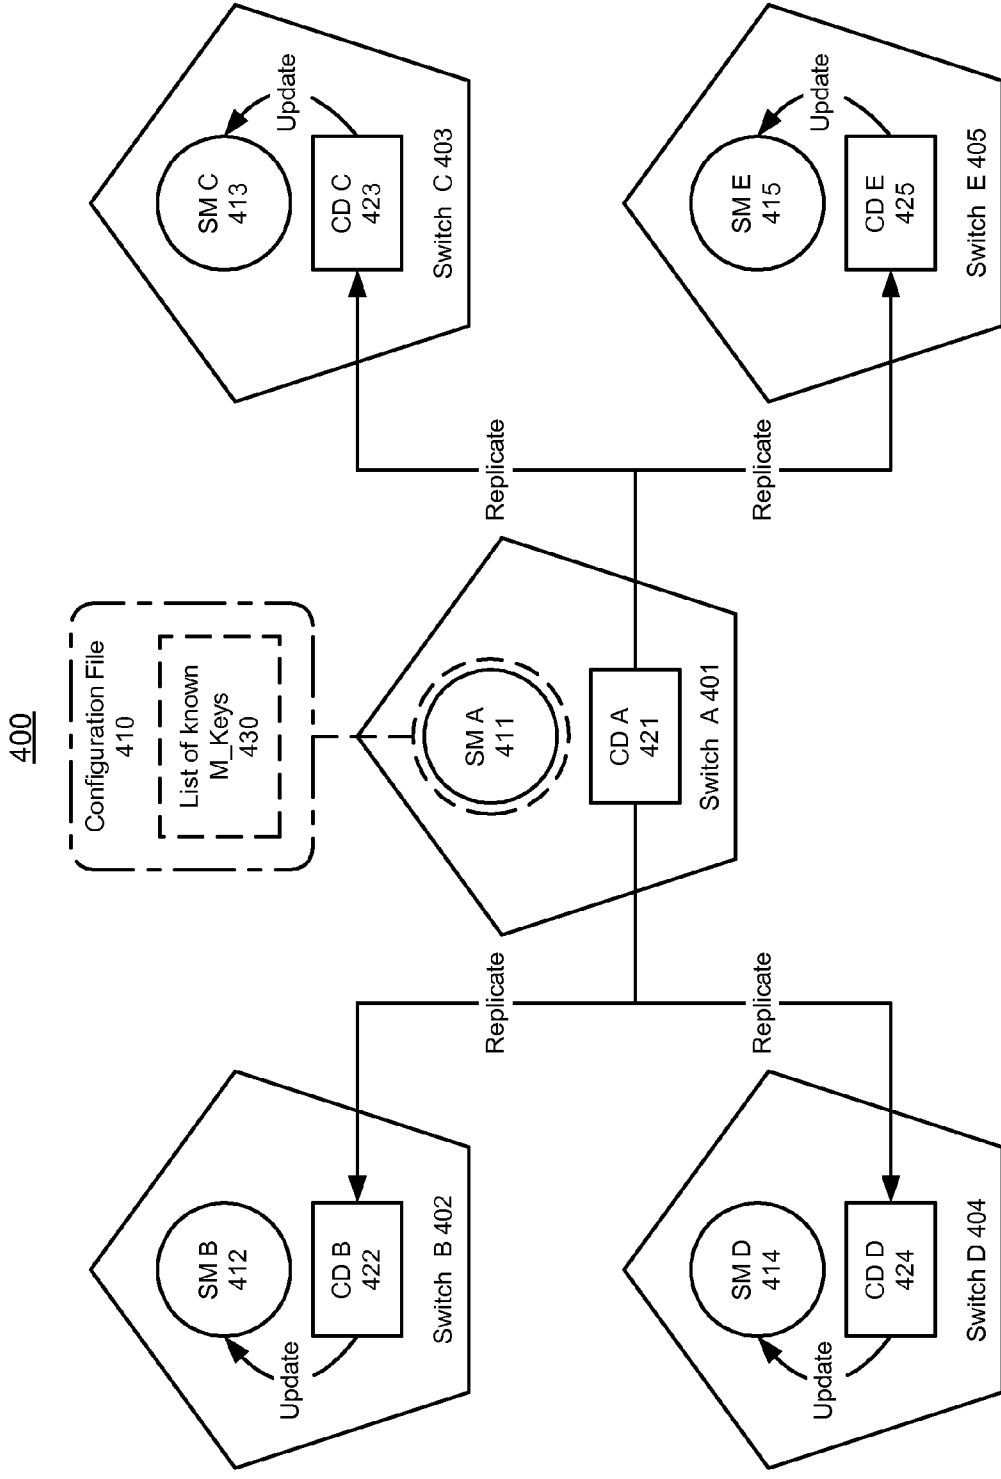 400
Configuration File
410
List of known
M_Keys
430
SM B
412
Update
CD B
422
Switch B 402
SM A
411
CD A
421
Switch A 401
SM C
413
Update
CD C
423
Switch C 403
Replicate
Replicate
Replicate
Replicate
SM D
414
Update
CD D
424
Switch D 404
SM E
415
Update
CD E
425
Switch E 405